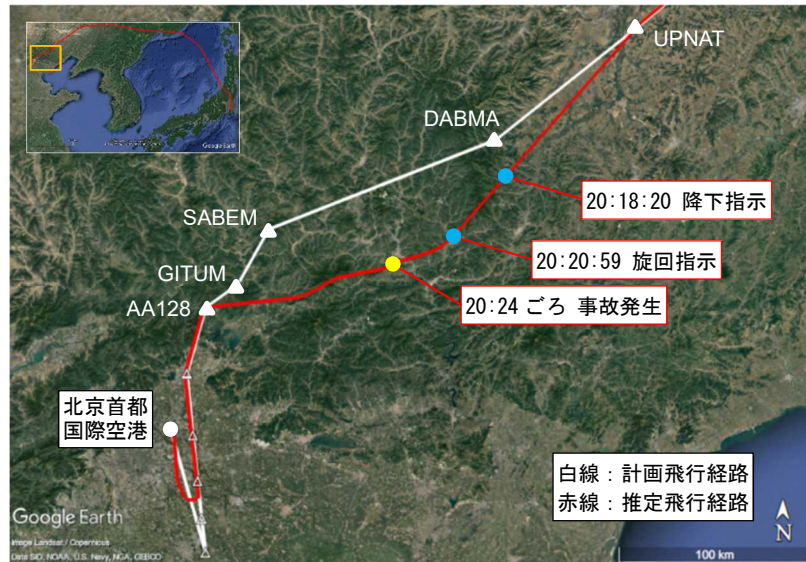 UPNAT
DABMA
20:18:20 降下指示
SABEM
20:20:59 旋回指示
GITUM
20:24 ごろ 事故発生
AA128
北京首都
国際空港
白線：計画飛行経路
赤線：推定飛行経路
Google Earth
Image Landsat / Copernicus
Data SIO, NOAA, U.S. Navy, NGA, GEBCO
N
100 km
Google Earth